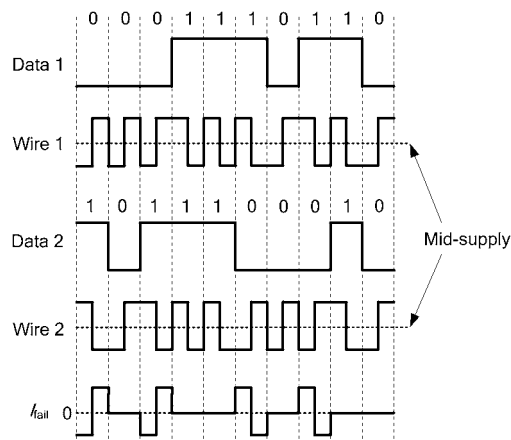 0 0 0 1 1 1 0 1 1 0
Data 1
Wire 1
1 0 1 1 1 0 0 0 1 0
Data 2
Mid-supply
Wire 2
Ifail 0